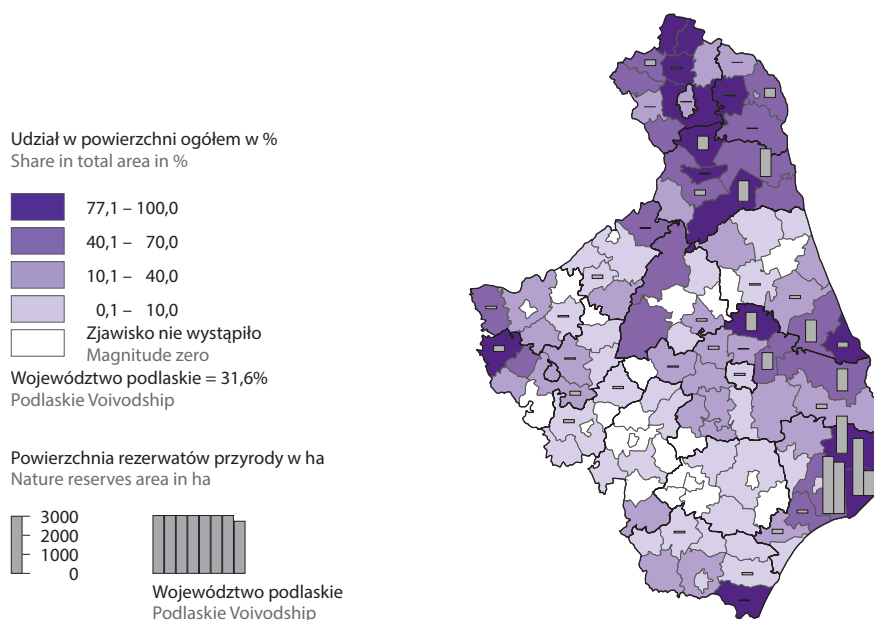 Udział w powierzchni ogółem w %
Share in total area in %
77,1 – 100,0
40,1 – 70,0
10,1 – 40,0
0,1 – 10,0
Zjawisko nie wystąpiło
Magnitude zero
Województwo podlaskie = 31,6%
Podlaskie Voivodship
Powierzchnia rezerwatów przyrody w ha
Nature reserves area in ha
3000
2000
1000
0
Województwo podlaskie
Podlaskie Voivodship